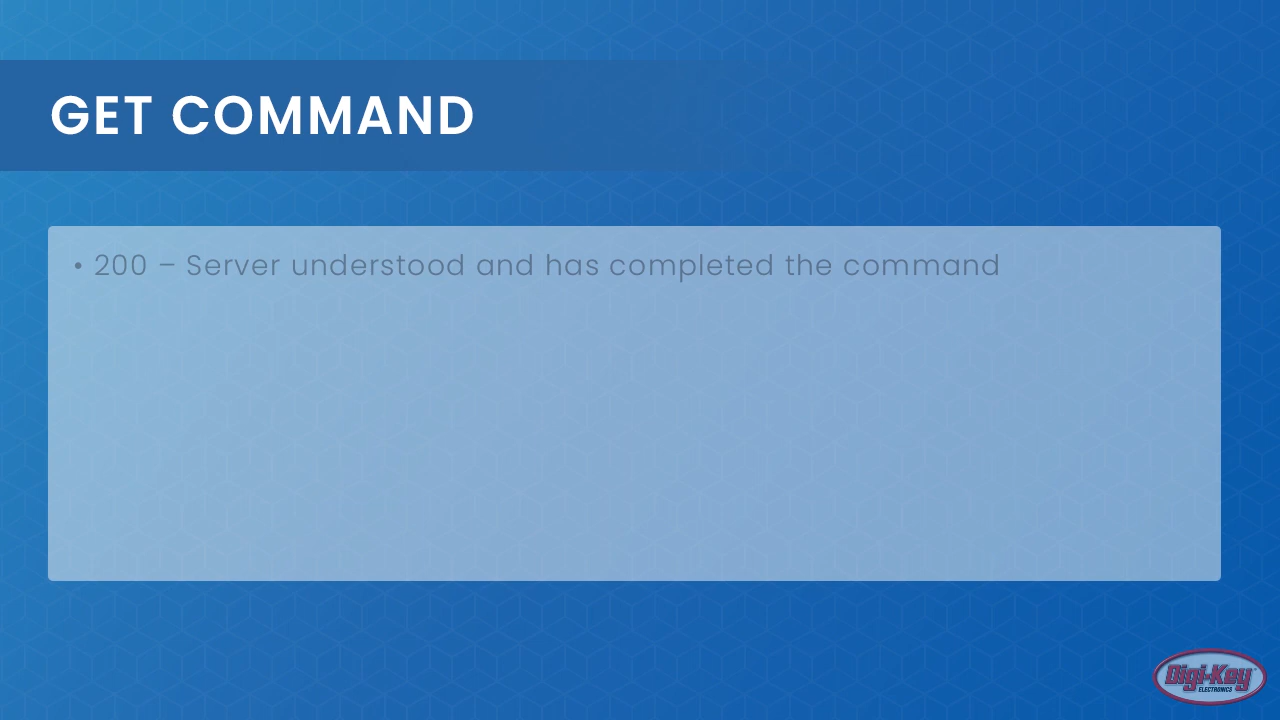 GET COMMAND
• 200 – Server understood and has completed the command
Digi-Key
ELECTRONICS